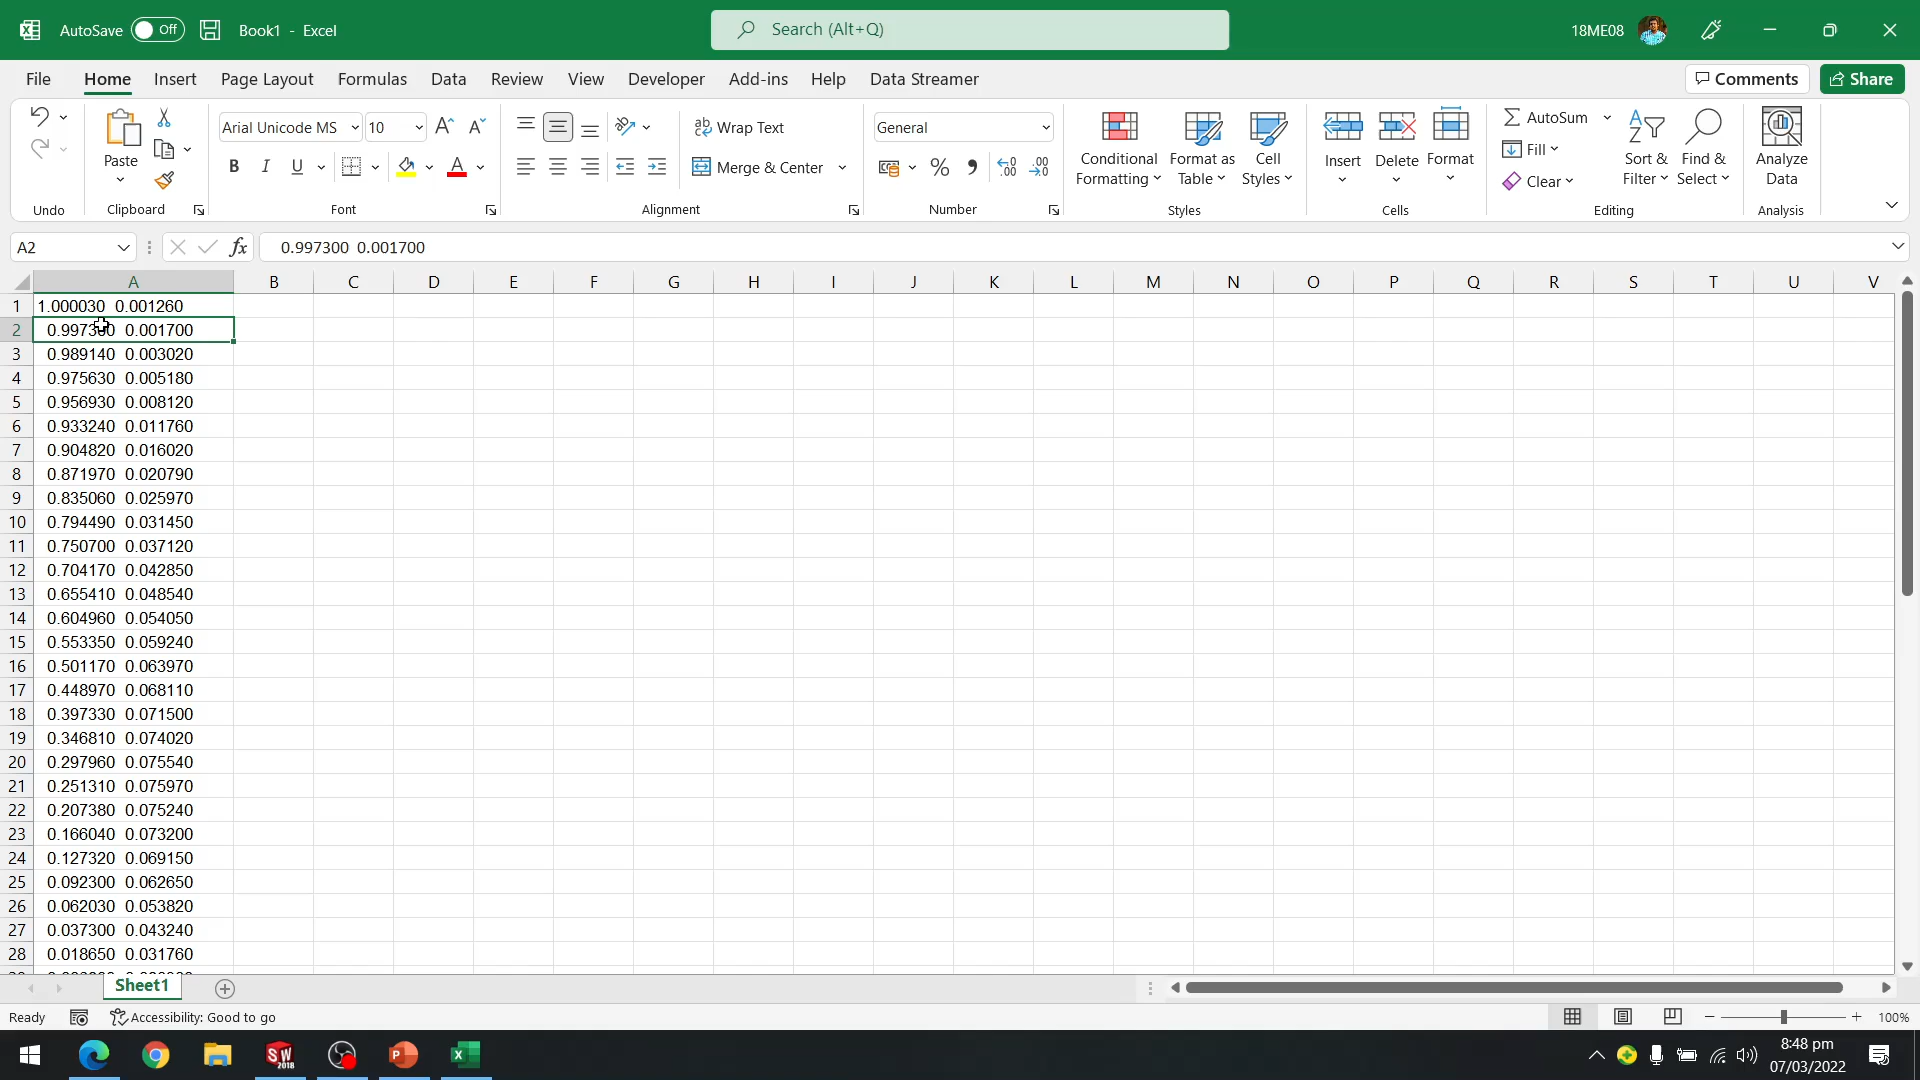 AutoSave Off Book1 - Excel Search (Alt+Q) 18ME08
File Home Insert Page Layout Formulas Data Review View Developer Add-ins Help Data Streamer Comments Share
Paste Arial Unicode MS 10 A A Wrap Text General Conditional Formatting Format as Table Cell Styles Insert Delete Format AutoSum Sort & Filter Find & Select Analyze Data
B I U A Merge & Center % Fill
Clear
Undo Clipboard Font Alignment Number Styles Cells Editing Analysis
A2 fx 0.997300 0.001700
A B C D E F G H I J K L M N O P Q R S T U V
1 1.000030 0.001260
2 0.997300 0.001700
3 0.989140 0.003020
4 0.975630 0.005180
5 0.956930 0.008120
6 0.933240 0.011760
7 0.904820 0.016020
8 0.871970 0.020790
9 0.835060 0.025970
10 0.794490 0.031450
11 0.750700 0.037120
12 0.704170 0.042850
13 0.655410 0.048540
14 0.604960 0.054050
15 0.553350 0.059240
16 0.501170 0.063970
17 0.448970 0.068110
18 0.397330 0.071500
19 0.346810 0.074020
20 0.297960 0.075540
21 0.251310 0.075970
22 0.207380 0.075240
23 0.166040 0.073200
24 0.127320 0.069150
25 0.092300 0.062650
26 0.062030 0.053820
27 0.037300 0.043240
28 0.018650 0.031760
Sheet1
Ready Accessibility: Good to go 100%
SW 2018 P X 8:48 pm
07/03/2022